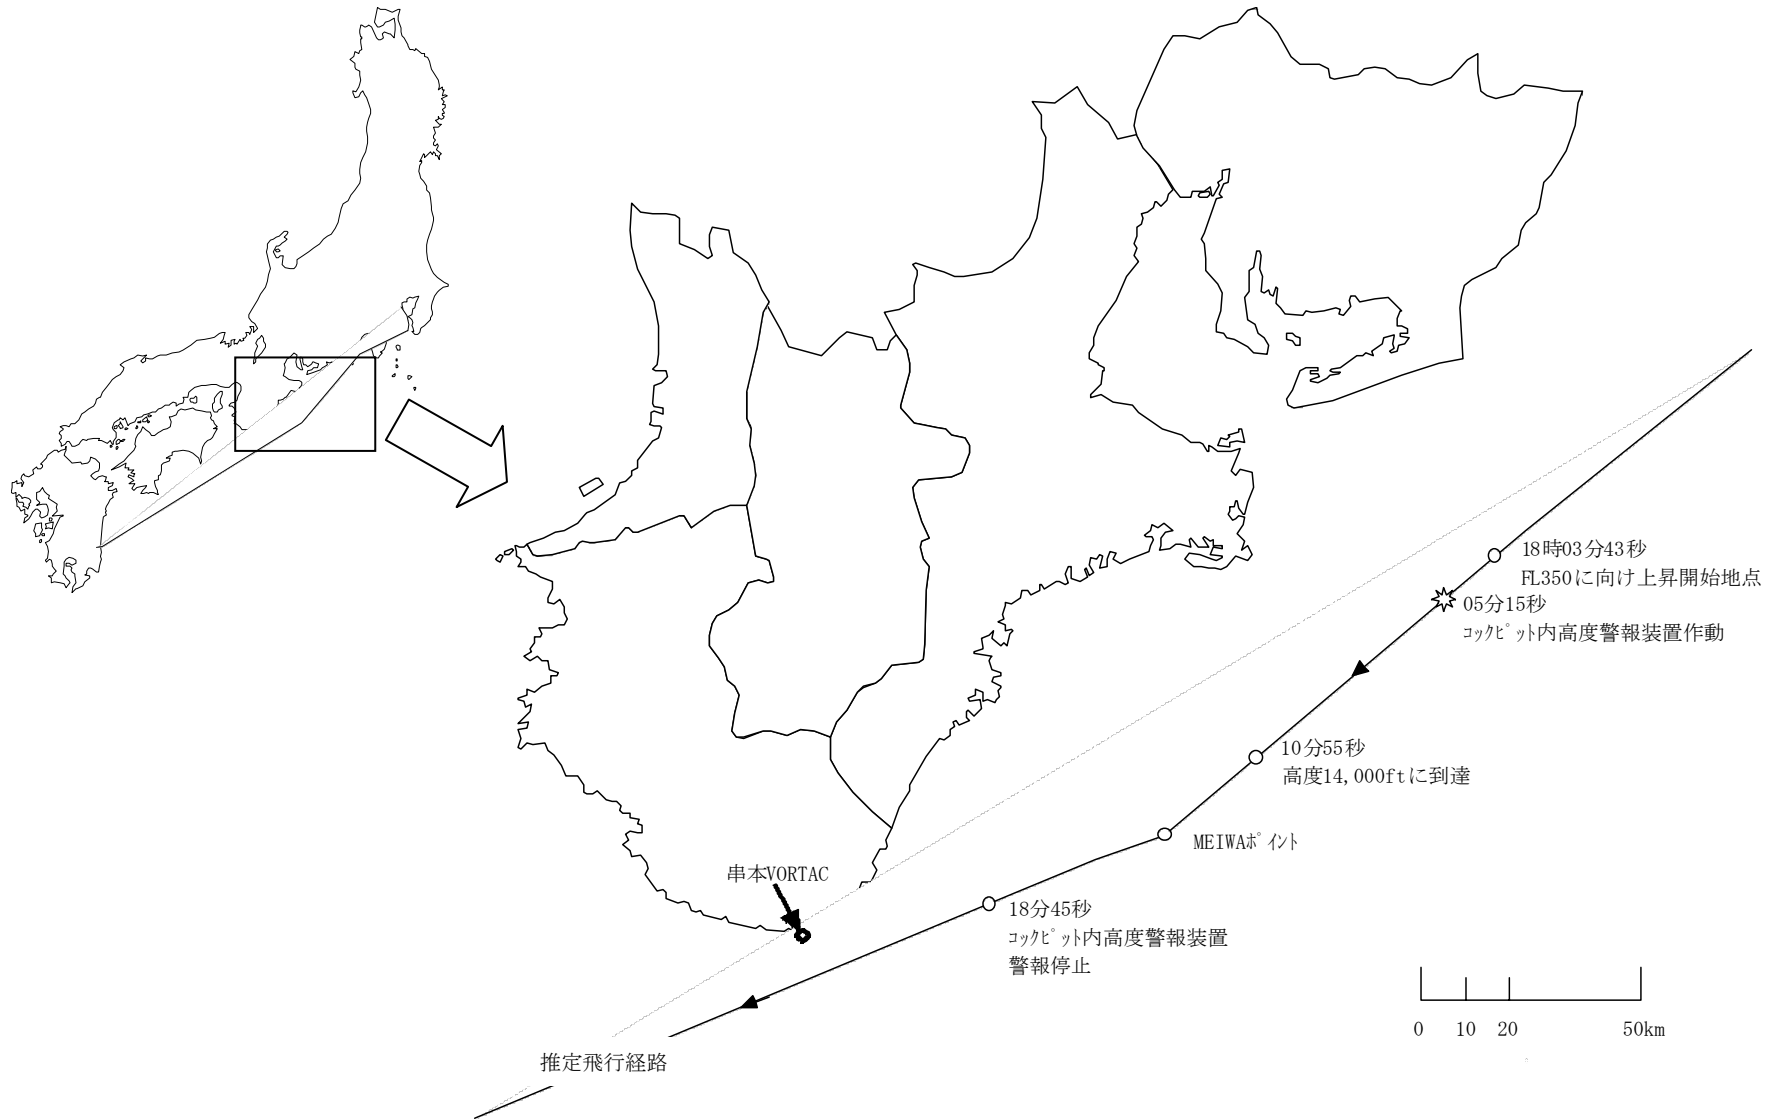 18時03分43秒
FL350に向け上昇開始地点
05分15秒
ｺｯｸﾋﾟｯﾄ内高度警報装置作動
10分55秒
高度14,000ftに到達
MEIWAﾎﾟｲﾝﾄ
串本VORTAC
18分45秒
ｺｯｸﾋﾟｯﾄ内高度警報装置
警報停止
0 10 20 50km
推定飛行経路